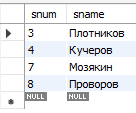 snum sname
3 Плотников
4 Кучеров
7 Мозякин
8 Проворов
NULL NULL